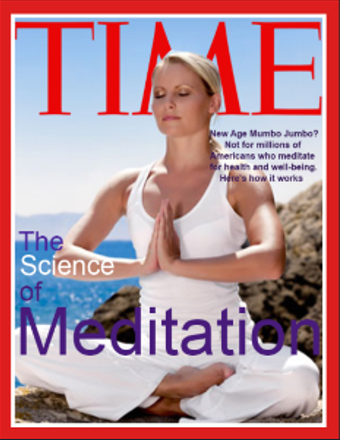 TIME
New Age Mumbo Jumbo?
Not for millions of
Americans who meditate
for health and well-being.
Here's how it works
The
Science
of
Meditation